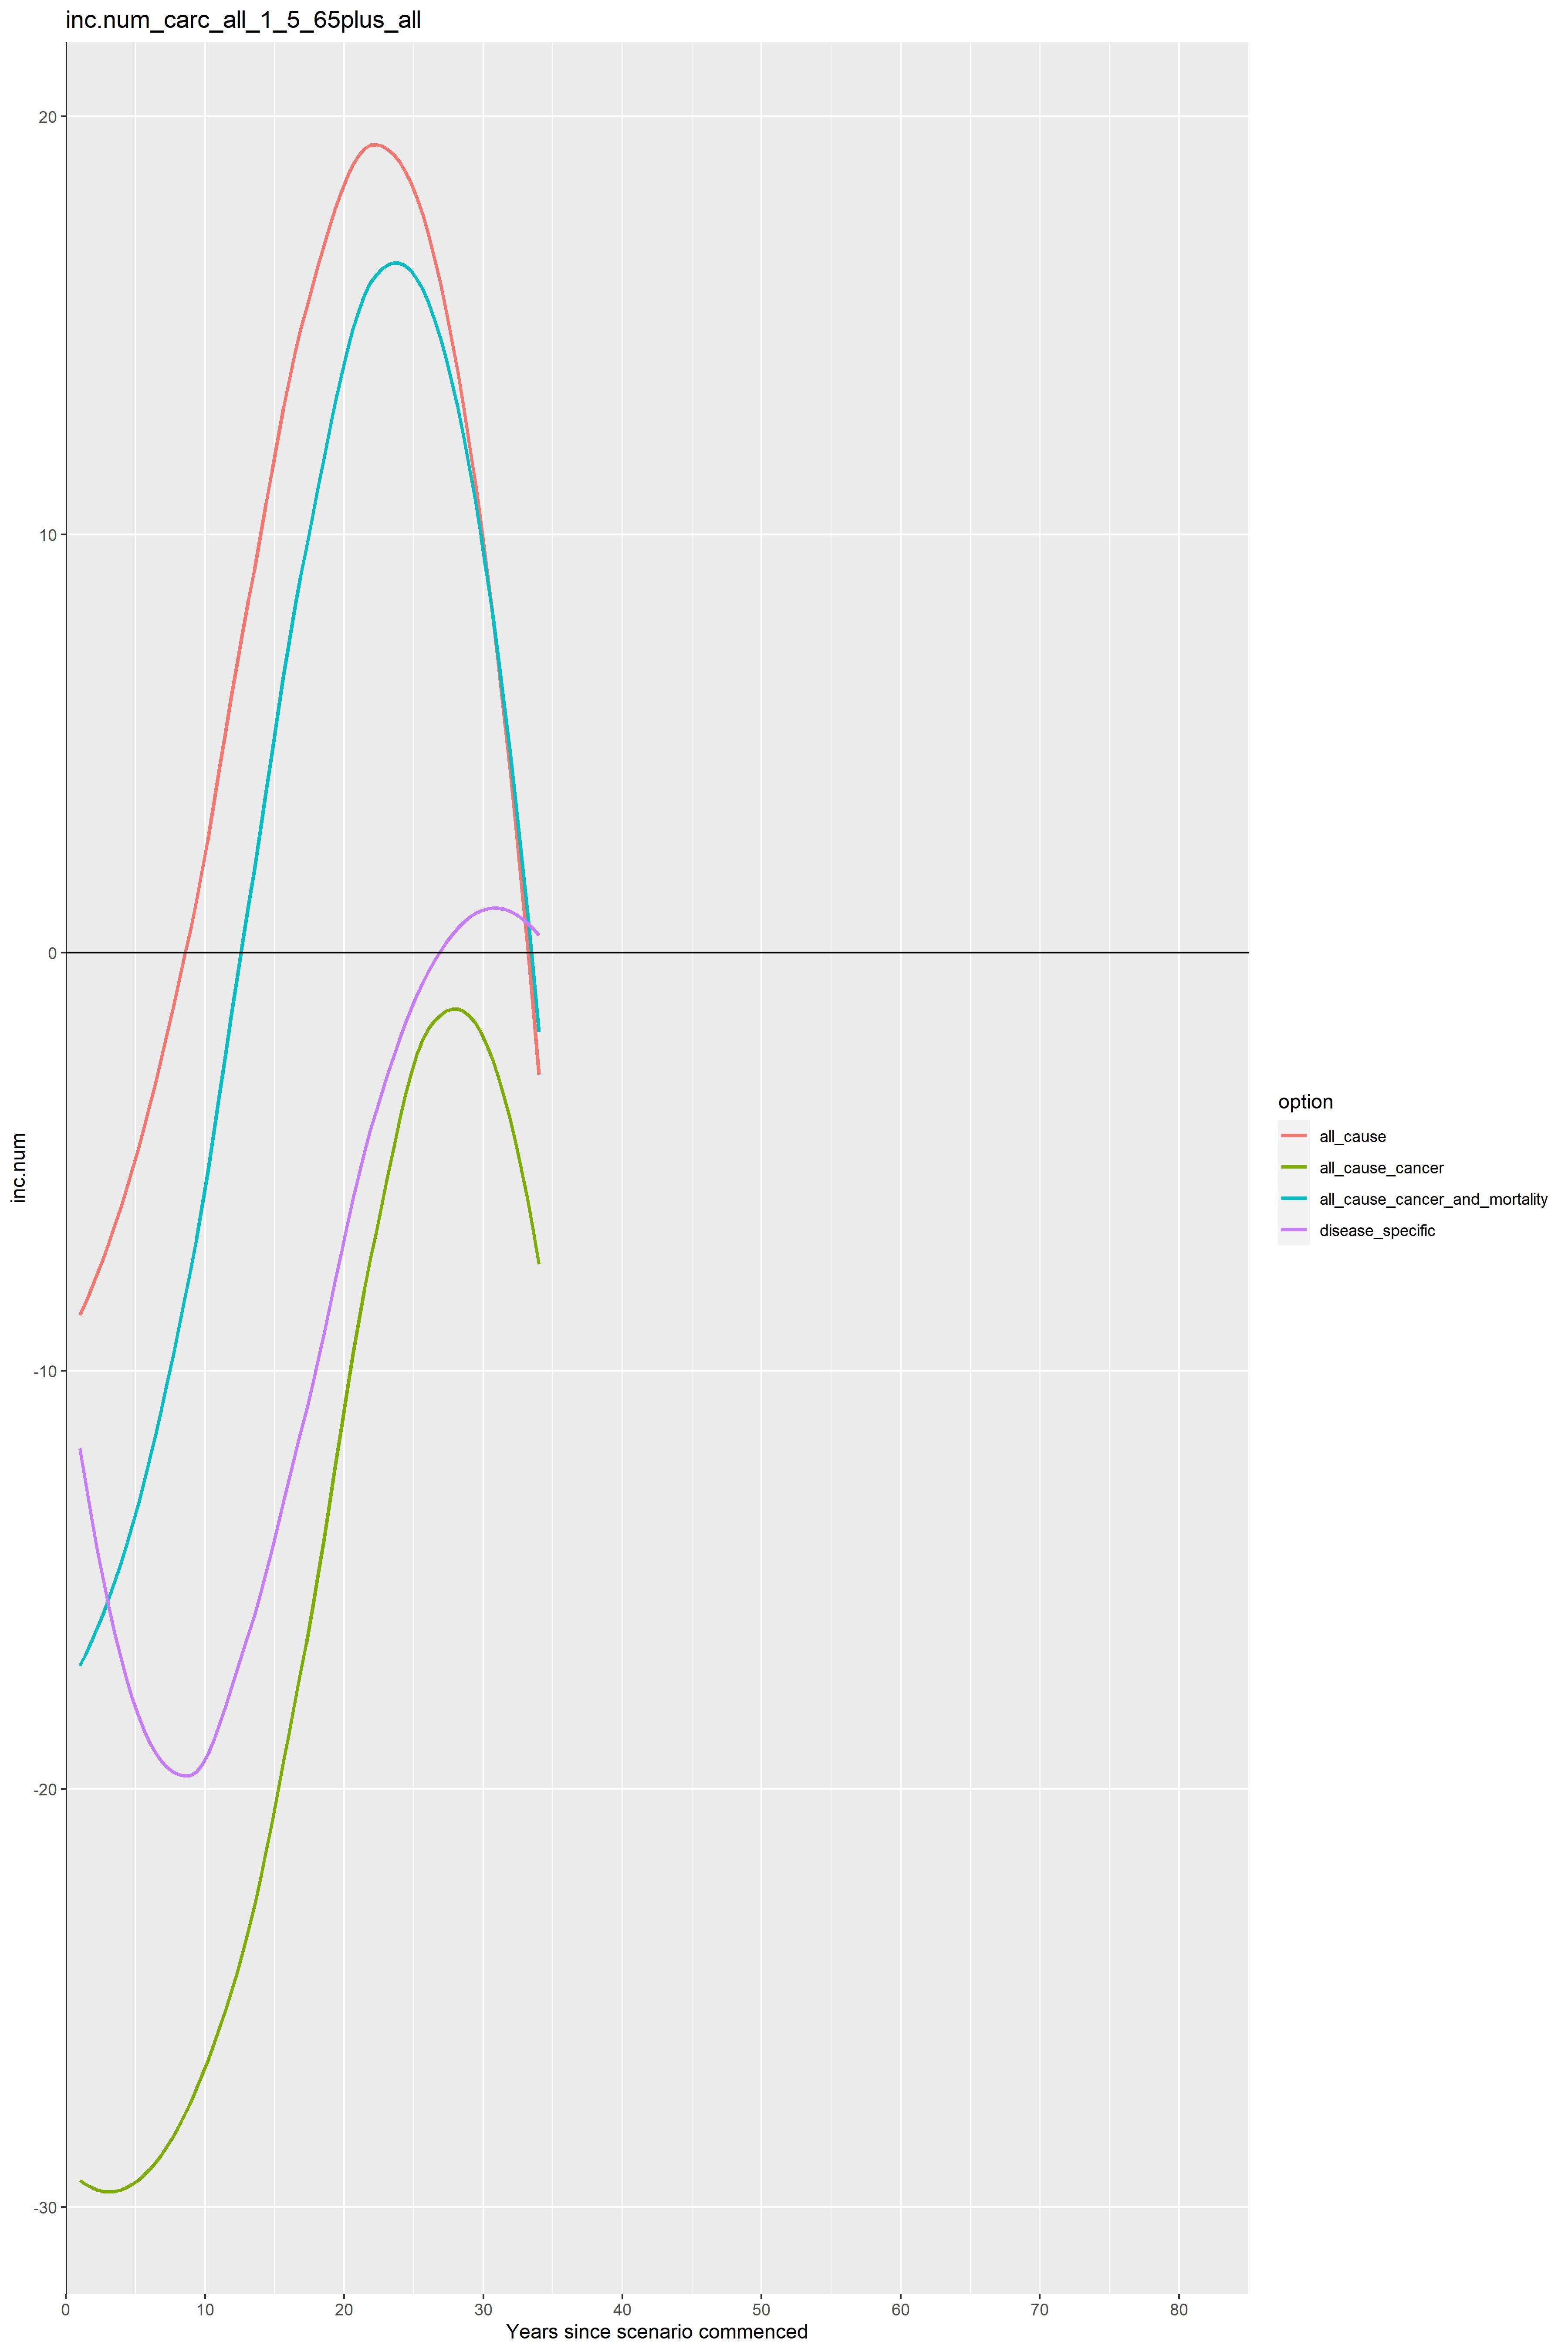 inc.num_carc_all_1_5_65plus_all
20
10
0
-10
-20
-30
inc.num
0 10 20 30 40 50 60 70 80
Years since scenario commenced
option
all_cause
all_cause_cancer
all_cause_cancer_and_mortality
disease_specific